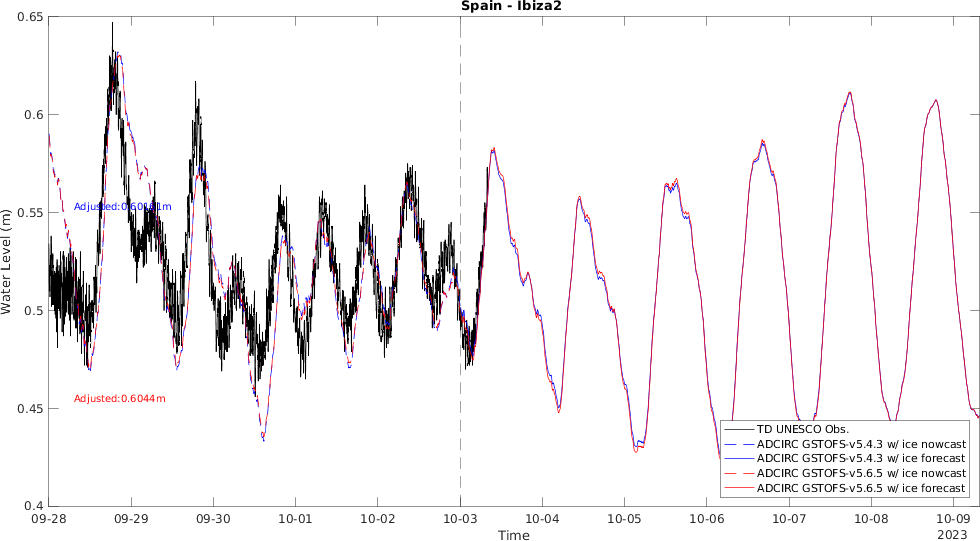 Spain - Ibiza2
Water Level (m)
0.65
0.6
0.55
0.5
0.45
0.4
Adjusted:0.6044m
TD UNESCO Obs.
ADCIRC GSTOFS-v5.4.3 w/ ice nowcast
ADCIRC GSTOFS-v5.4.3 w/ ice forecast
ADCIRC GSTOFS-v5.6.5 w/ ice nowcast
ADCIRC GSTOFS-v5.6.5 w/ ice forecast
09-28 09-29 09-30 10-01 10-02 10-03 10-04 10-05 10-06 10-07 10-08 10-09
2023
Time